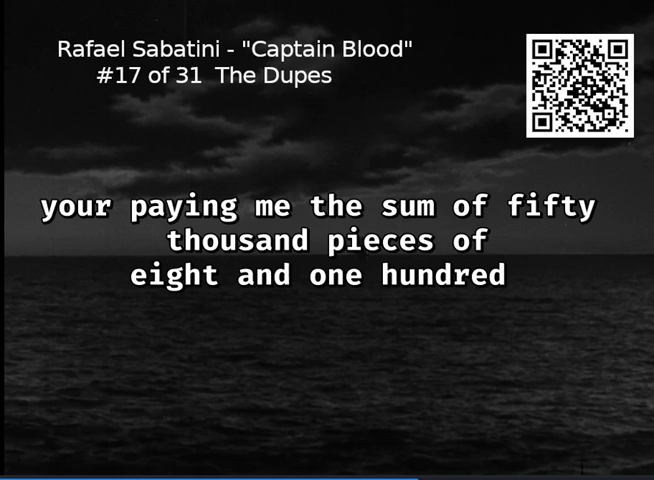 Rafael Sabatini - "Captain Blood"
#17 of 31 The Dupes
your paying me the sum of fifty
thousand pieces of
eight and one hundred